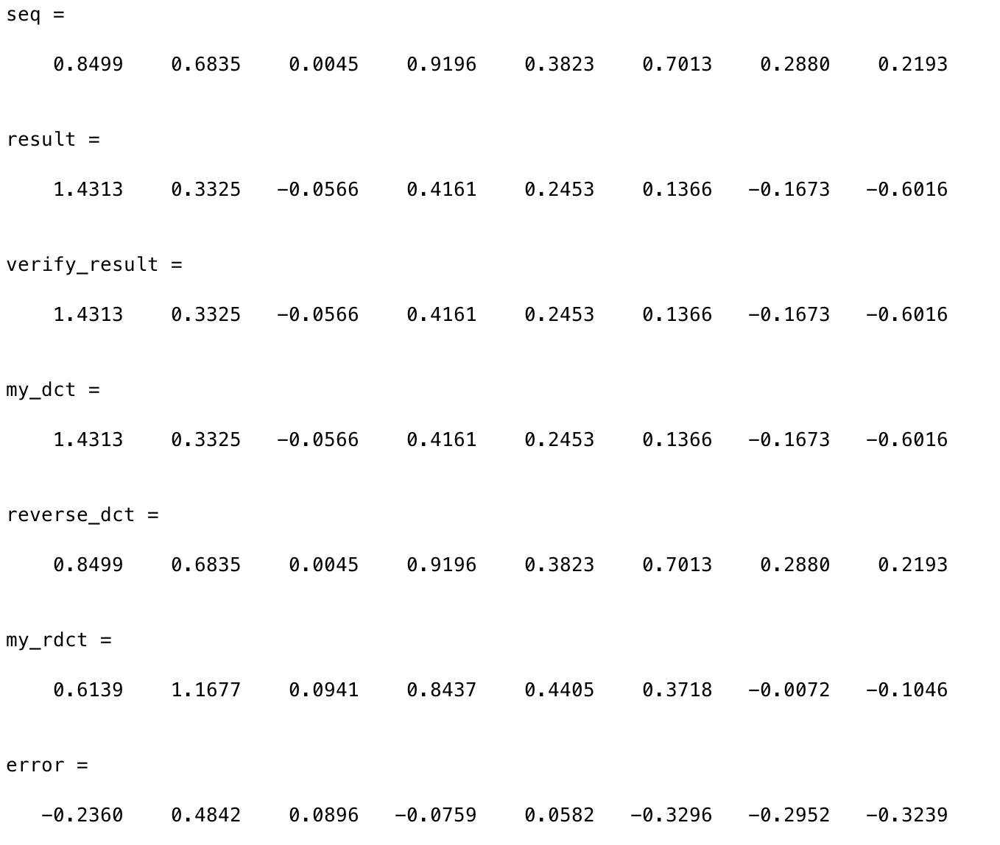 seq =
0.8499 0.6835 0.0045 0.9196 0.3823 0.7013 0.2880 0.2193
result =
1.4313 0.3325 −0.0566 0.4161 0.2453 0.1366 −0.1673 −0.6016
verify_result =
1.4313 0.3325 −0.0566 0.4161 0.2453 0.1366 −0.1673 −0.6016
my_dct =
1.4313 0.3325 −0.0566 0.4161 0.2453 0.1366 −0.1673 −0.6016
reverse_dct =
0.8499 0.6835 0.0045 0.9196 0.3823 0.7013 0.2880 0.2193
my_rdct =
0.6139 1.1677 0.0941 0.8437 0.4405 0.3718 −0.0072 −0.1046
error =
−0.2360 0.4842 0.0896 −0.0759 0.0582 −0.3296 −0.2952 −0.3239